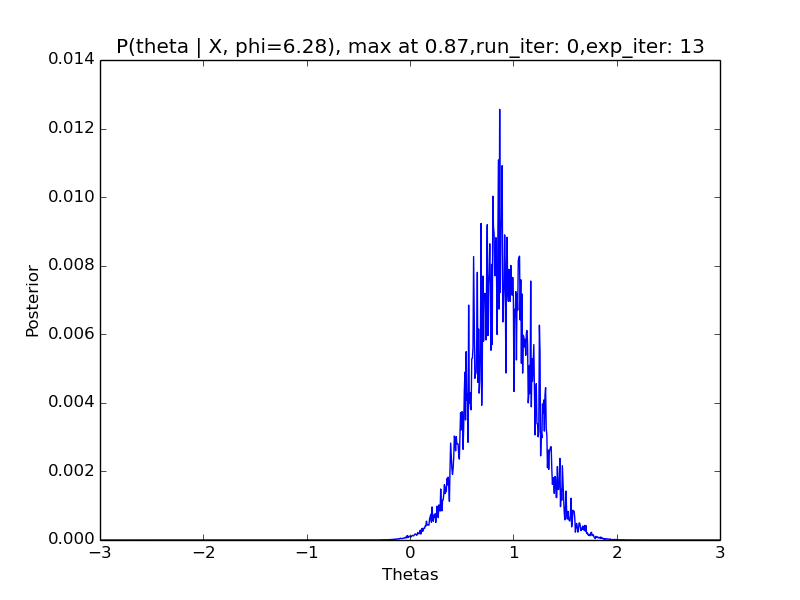 P(theta | X, phi=6.28), max at 0.87,run_iter: 0,exp_iter: 13
0.014
0.012
0.010
0.008
0.006
0.004
0.002
0.000
Posterior
−3 −2 −1 0 1 2 3
Thetas